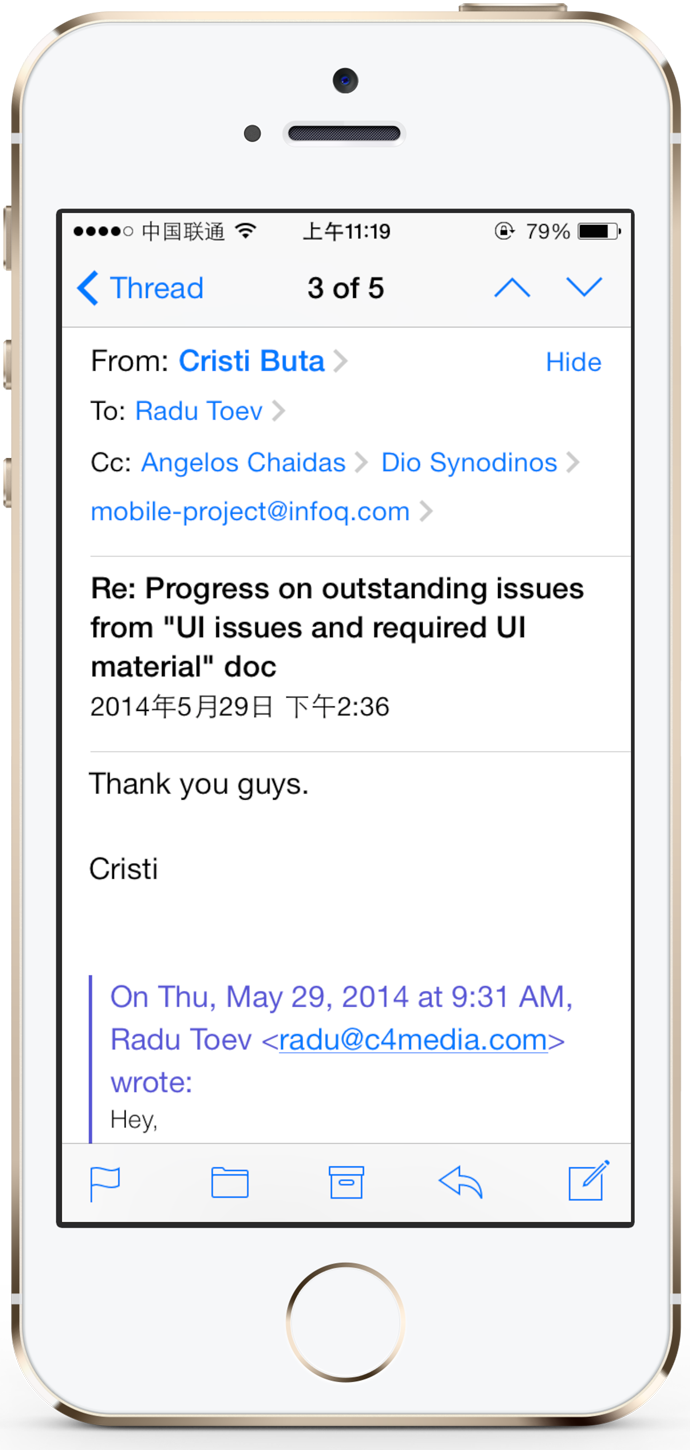 中国联通 上午11:19 79%
Thread 3 of 5
From: Cristi Buta Hide
To: Radu Toev
Cc: Angelos Chaidas Dio Synodinos
mobile-project@infoq.com
Re: Progress on outstanding issues
from "UI issues and required UI
material" doc
2014年5月29日 下午2:36
Thank you guys.
Cristi
On Thu, May 29, 2014 at 9:31 AM,
Radu Toev <radu@c4media.com>
wrote:
Hey,